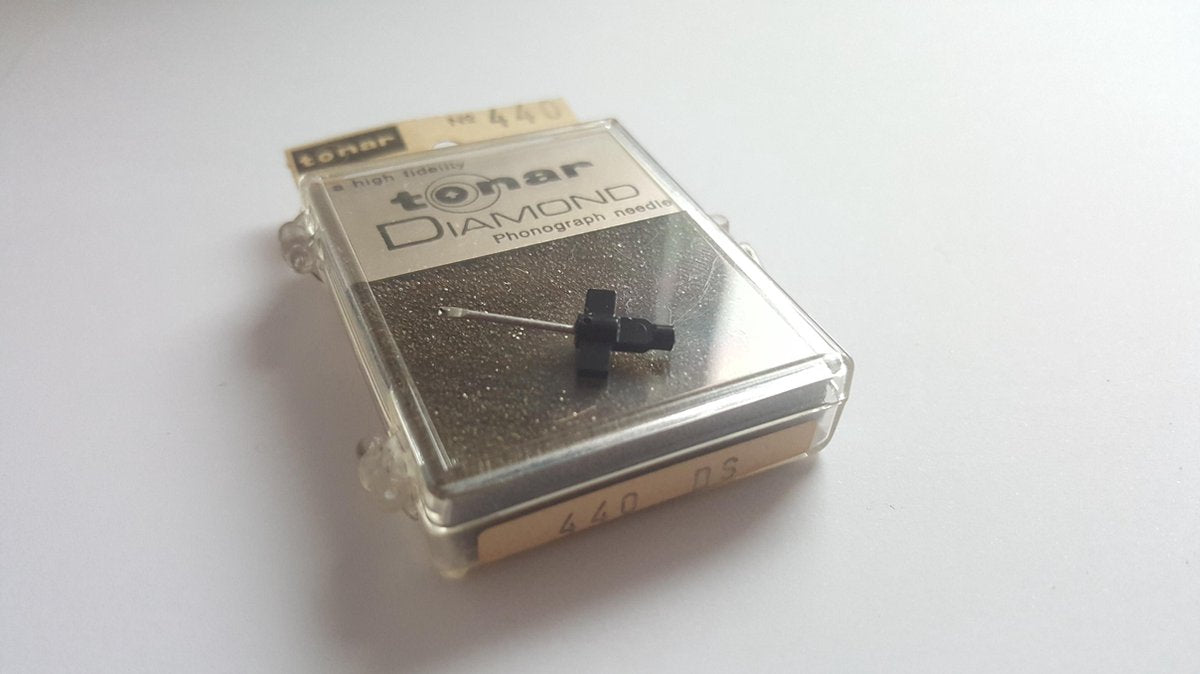 tonar № 440
a high fidelity
tonar
DIAMOND
Phonograph needle
440 DS